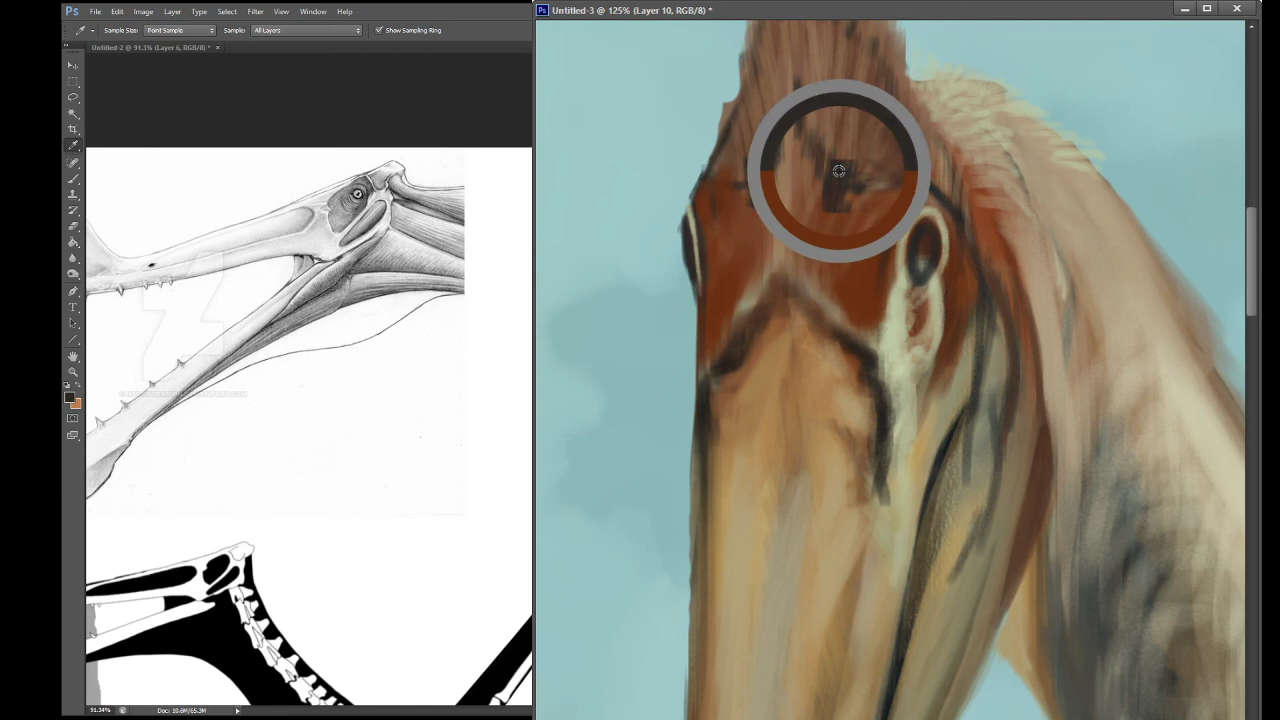 Ps File Edit Image Layer Type Select Filter View Window Help
Sample Size: Point Sample Sample: All Layers Show Sampling Ring
Untitled-2 @ 91.3% (Layer 6, RGB/8) * ×
91.34% Doc: 10.6M/65.3M
Ps Untitled-3 @ 125% (Layer 10, RGB/8) *